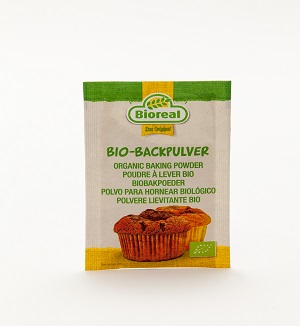 Bioreal
Das Original
BIO-BACKPULVER
ORGANIC BAKING POWDER
POUDRE À LEVER BIO
BIOBAKPOEDER
POLVO PARA HORNEAR BIOLÓGICO
POLVERE LIEVITANTE BIO